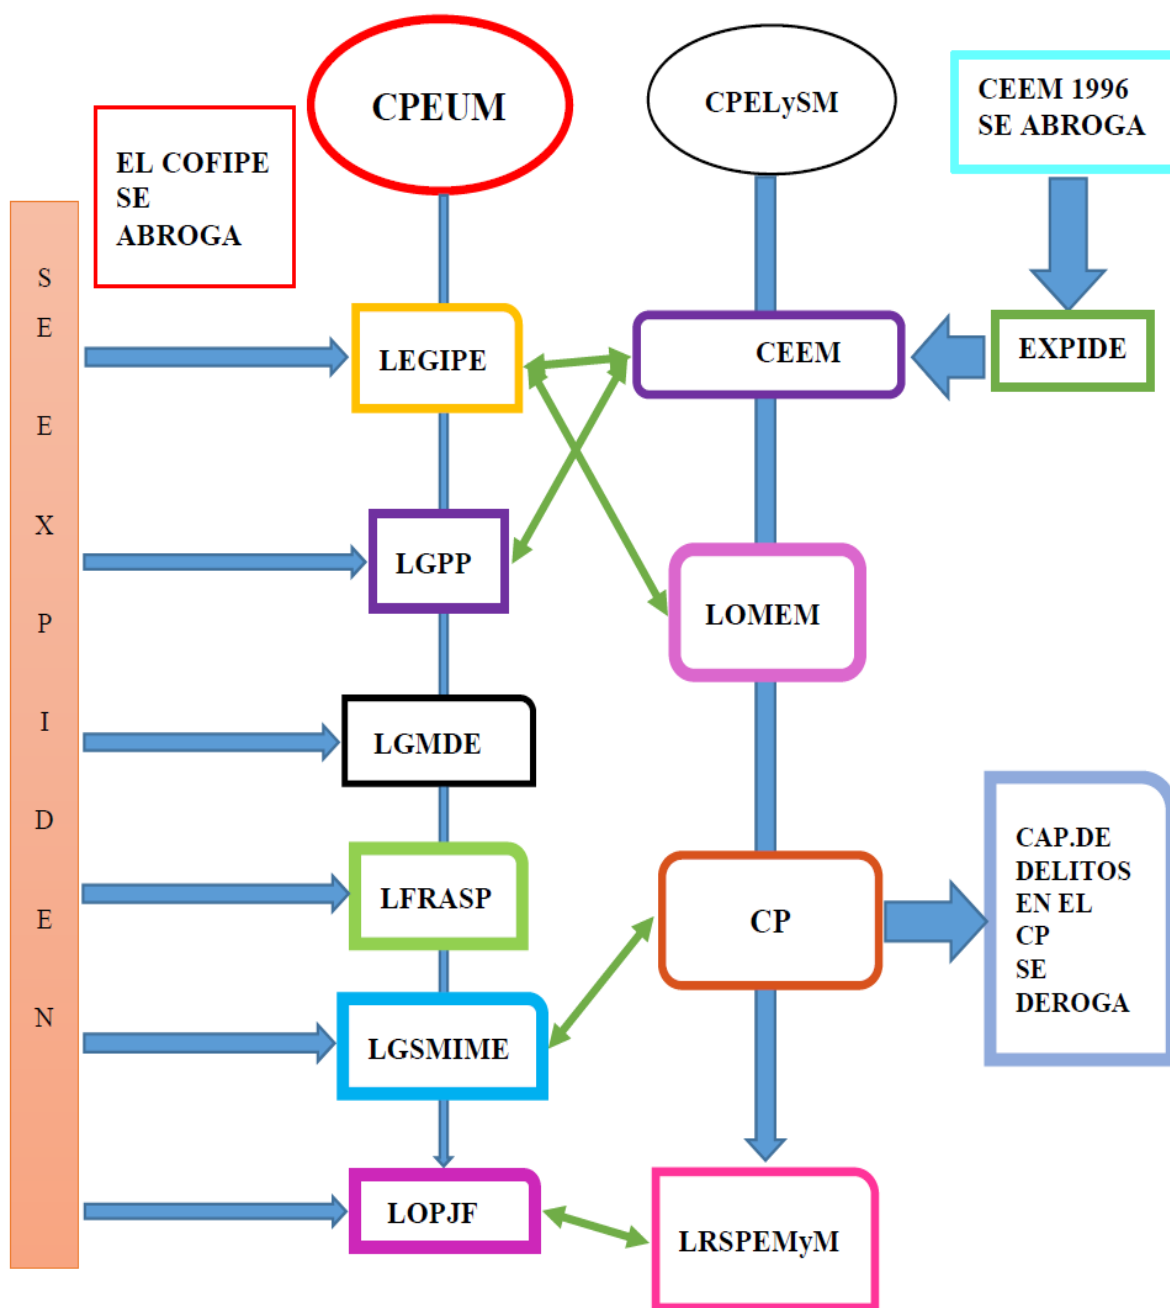 CPEUM
CPELySM
CEEM 1996
SE ABROGA
EL COFIPE
SE
ABROGA
S
E
E
X
P
I
D
E
N
LEGIPE
CEEM
EXPIDE
LGPP
LOMEM
LGMDE
LFRASP
CP
CAP.DE
DELITOS
EN EL
CP
SE
DEROGA
LGSMIME
LOPJF
LRSPEMyM